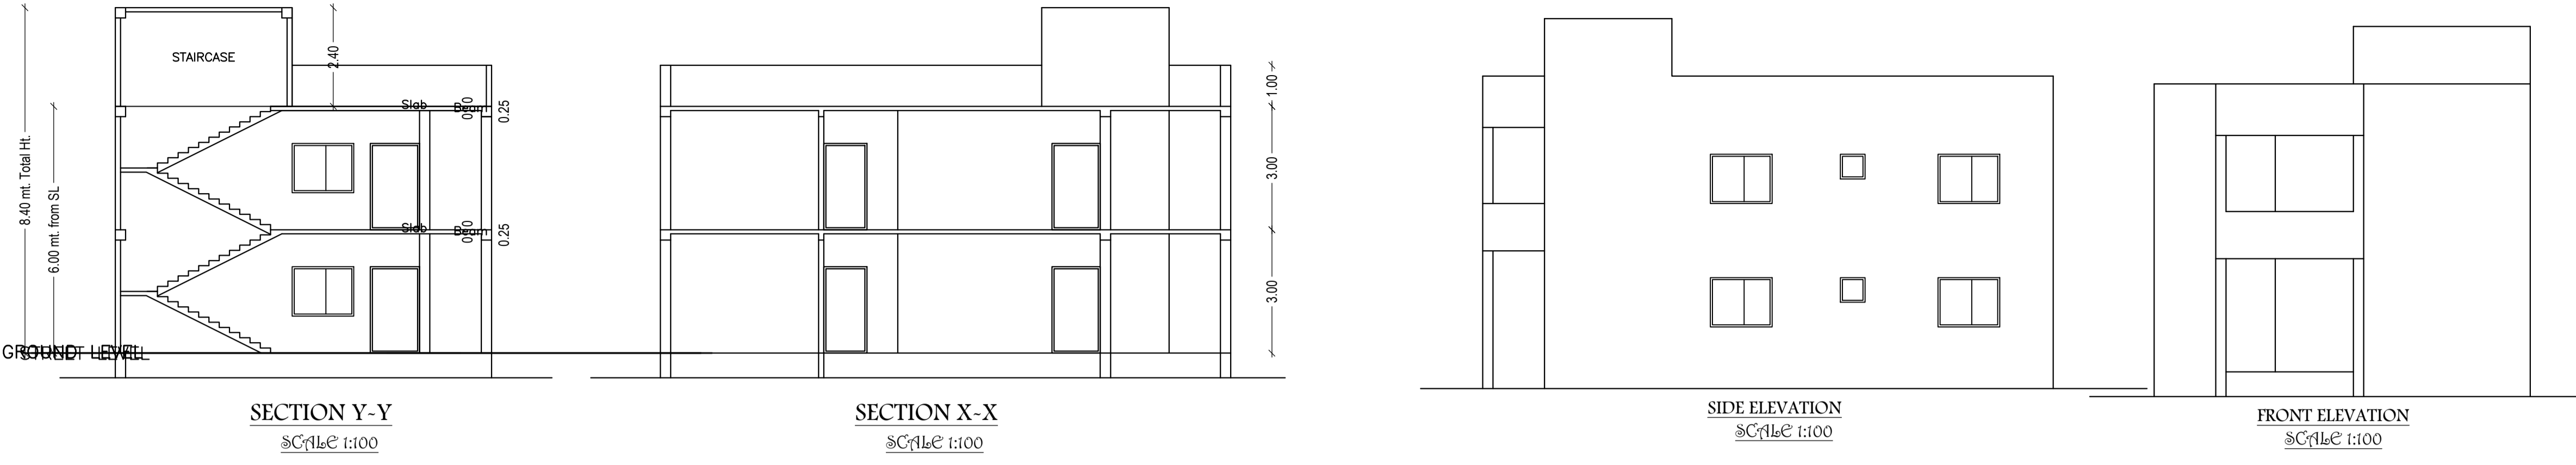 STAIRCASE
2.40
8.40 mt. Total Ht.
6.00 mt. from SL
Slab
Beam
0.25
Slab
Beam
0.25
GROUND LEVEL
1.00
3.00
3.00
SECTION Y-Y
SCALE 1:100
SECTION X-X
SCALE 1:100
SIDE ELEVATION
SCALE 1:100
FRONT ELEVATION
SCALE 1:100